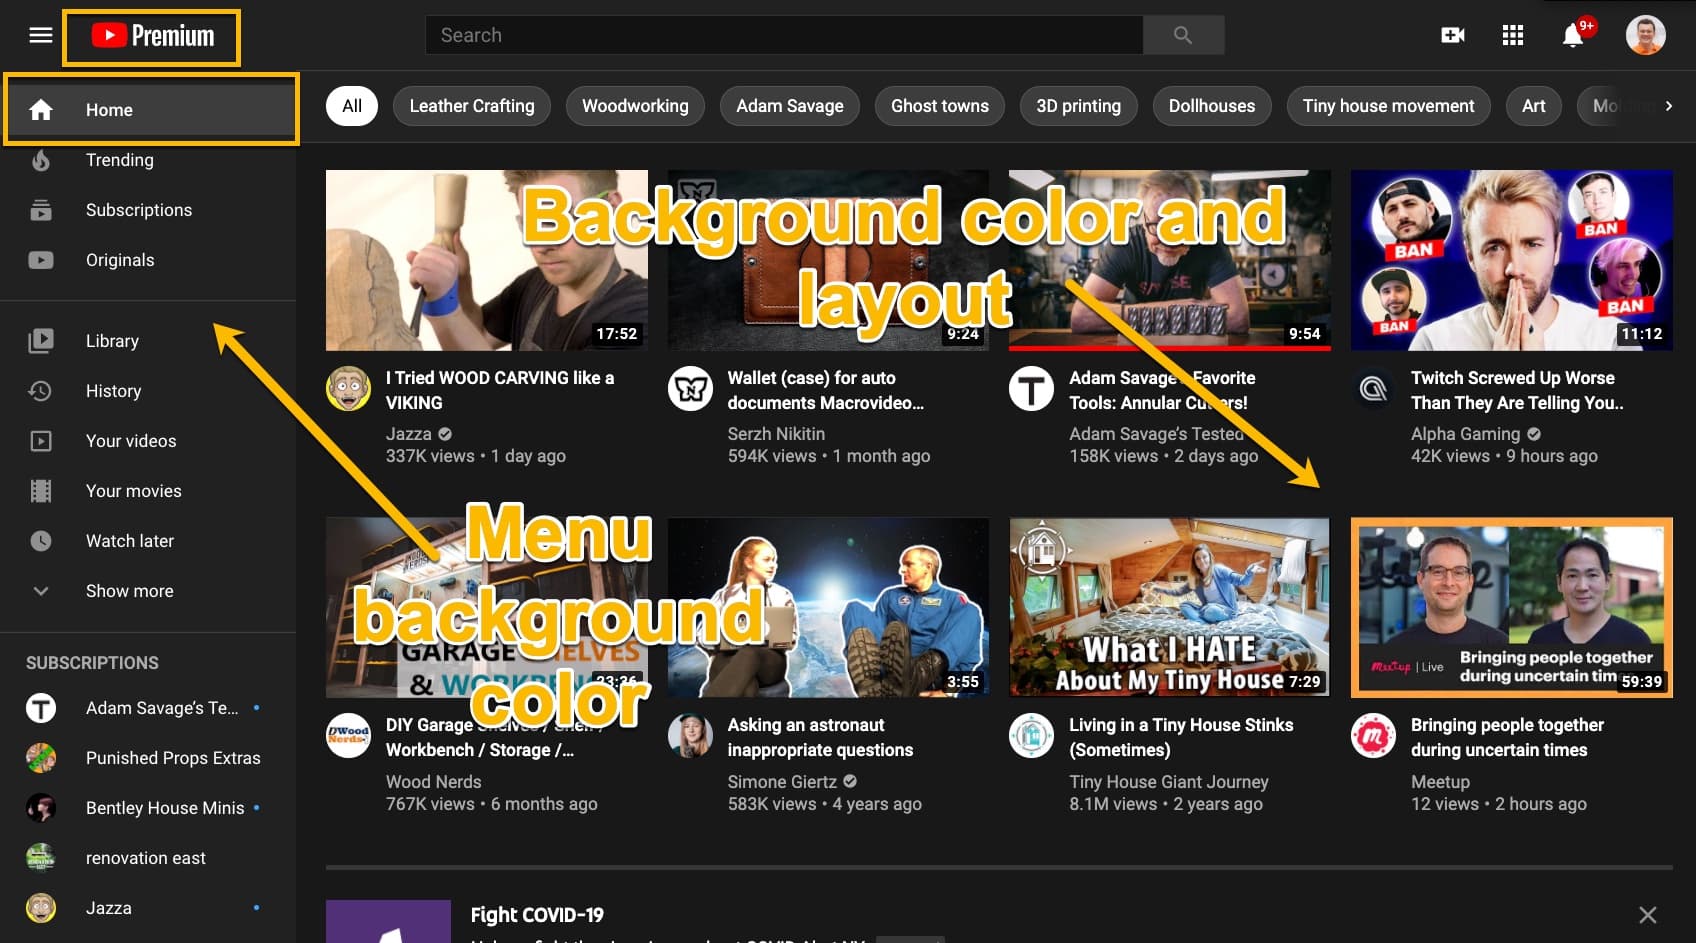 Premium
Search
9+
Home
Trending
Subscriptions
Originals
Library
History
Your videos
Your movies
Watch later
Show more
SUBSCRIPTIONS
Adam Savage's Te...
Punished Props Extras
Bentley House Minis
renovation east
Jazza
All
Leather Crafting
Woodworking
Adam Savage
Ghost towns
3D printing
Dollhouses
Tiny house movement
Art
Background color and
layout
17:52
9:24
9:54
BAN
BAN
BAN
BAN
11:12
I Tried WOOD CARVING like a
VIKING
Jazza
337K views • 1 day ago
Wallet (case) for auto
documents Macrovideo...
Serzh Nikitin
594K views • 1 month ago
T
Adam Savage's Favorite
Tools: Annular Cutters!
Adam Savage's Tested
158K views • 2 days ago
Twitch Screwed Up Worse
Than They Are Telling You..
Alpha Gaming
42K views • 9 hours ago
Menu
background
color
GARAGE SHELVES
& WORKBENCH
23:36
3:55
What I HATE
About My Tiny House
7:29
Meetup | Live
Bringing people together
during uncertain tim
59:39
DWood
Nerds
DIY Garage Shelves / Shelf /
Workbench / Storage /...
Wood Nerds
767K views • 6 months ago
Asking an astronaut
inappropriate questions
Simone Giertz
583K views • 4 years ago
Living in a Tiny House Stinks
(Sometimes)
Tiny House Giant Journey
8.1M views • 2 years ago
m
Bringing people together
during uncertain times
Meetup
12 views • 2 hours ago
Fight COVID-19